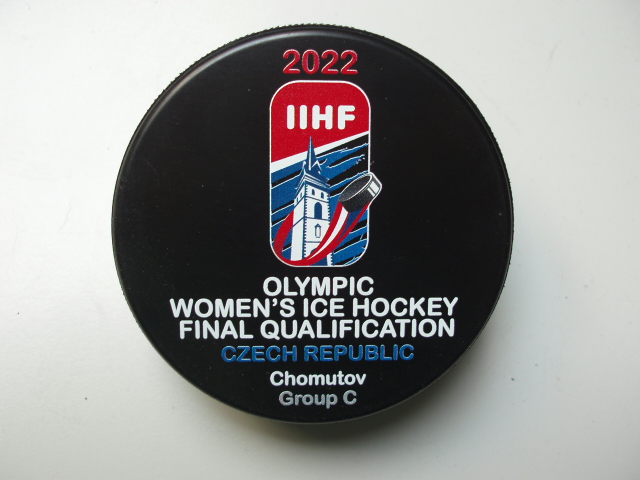 2022
IIHF
OLYMPIC
WOMEN'S ICE HOCKEY
FINAL QUALIFICATION
CZECH REPUBLIC
Chomutov
Group C